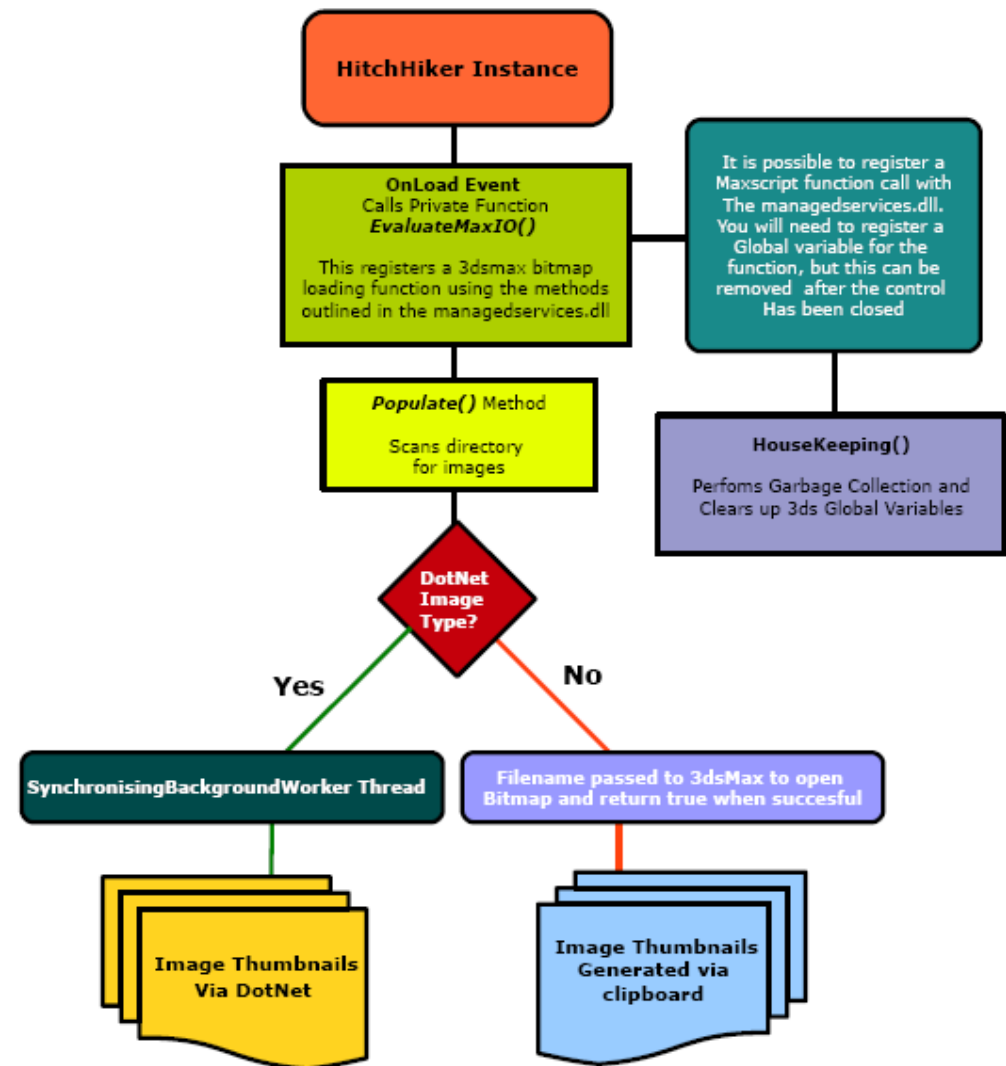 HitchHiker Instance
OnLoad Event
Calls Private Function
EvaluateMaxIO()
This registers a 3dsmax bitmap
loading function using the methods
outlined in the managedservices.dll
It is possible to register a
Maxscript function call with
The managedservices.dll.
You will need to register a
Global variable for the
function, but this can be
removed after the control
Has been closed
Populate() Method
Scans directory
for images
HouseKeeping()
Perfoms Garbage Collection and
Clears up 3ds Global Variables
DotNet
Image
Type?
Yes
No
SynchronisingBackgroundWorker Thread
Filename passed to 3dsMax to open
Bitmap and return true when succesful
Image Thumbnails
Via DotNet
Image Thumbnails
Generated via
clipboard